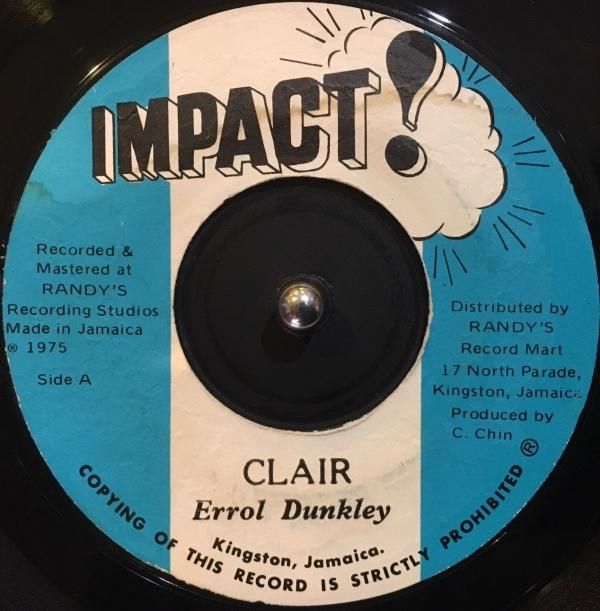 IMPACT!
Recorded &
Mastered at
RANDY'S
Recording Studios
Made in Jamaica
℗ 1975
Side A
Distributed by
RANDY'S
Record Mart
17 North Parade,
Kingston, Jamaica
Produced by
C. Chin
CLAIR
Errol Dunkley
Kingston, Jamaica.
COPYING OF THIS RECORD IS STRICTLY PROHIBITED ®